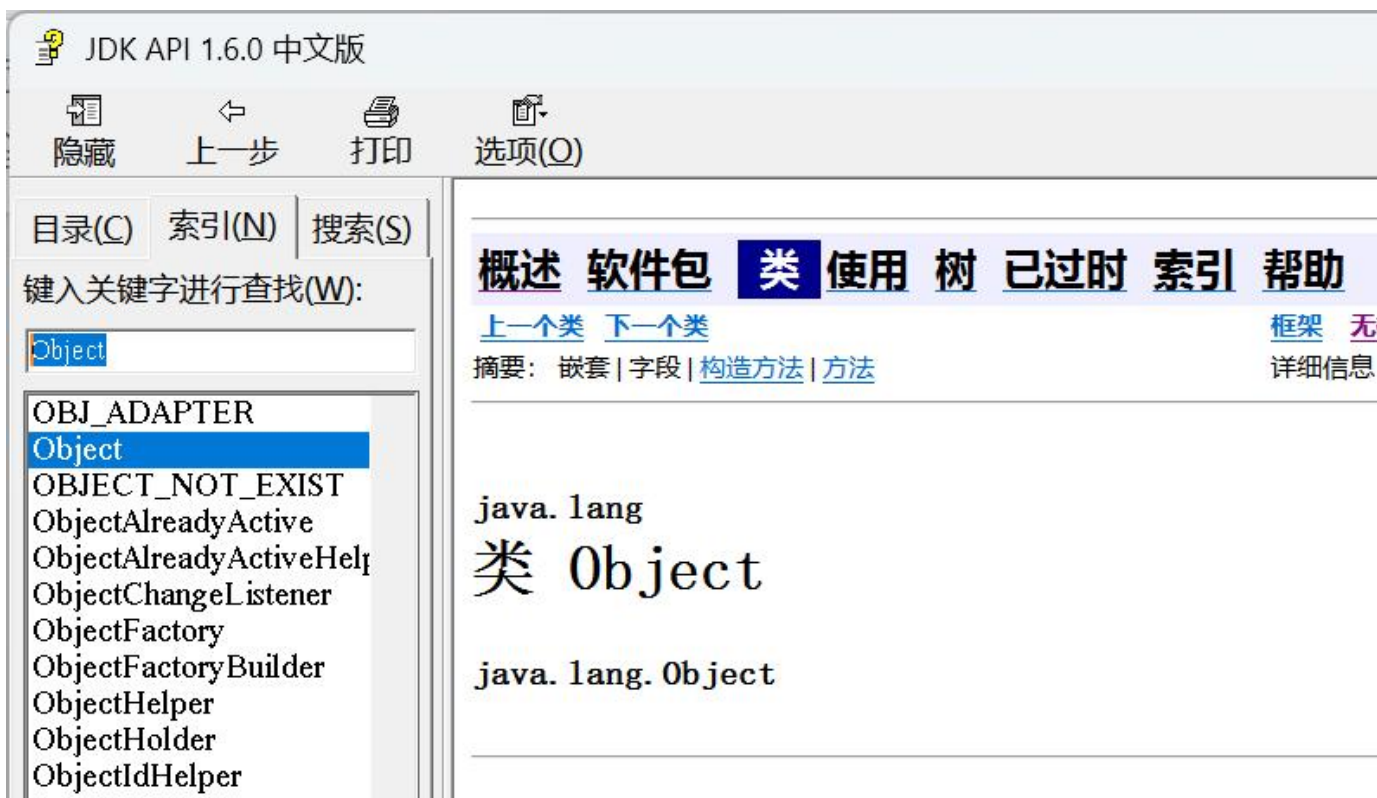 JDK API 1.6.0 中文版
隐藏 上一步 打印 选项(O)
目录(C) 索引(N) 搜索(S)
键入关键字进行查找(W):
Object
OBJ_ADAPTER
Object
OBJECT_NOT_EXIST
ObjectAlreadyActive
ObjectAlreadyActiveHelp
ObjectChangeListener
ObjectFactory
ObjectFactoryBuilder
ObjectHelper
ObjectHolder
ObjectIdHelper
概述 软件包 类 使用 树 已过时 索引 帮助
上一个类 下一个类 框架 无
摘要: 嵌套 | 字段 | 构造方法 | 方法 详细信息
java.lang
类 Object
java.lang.Object